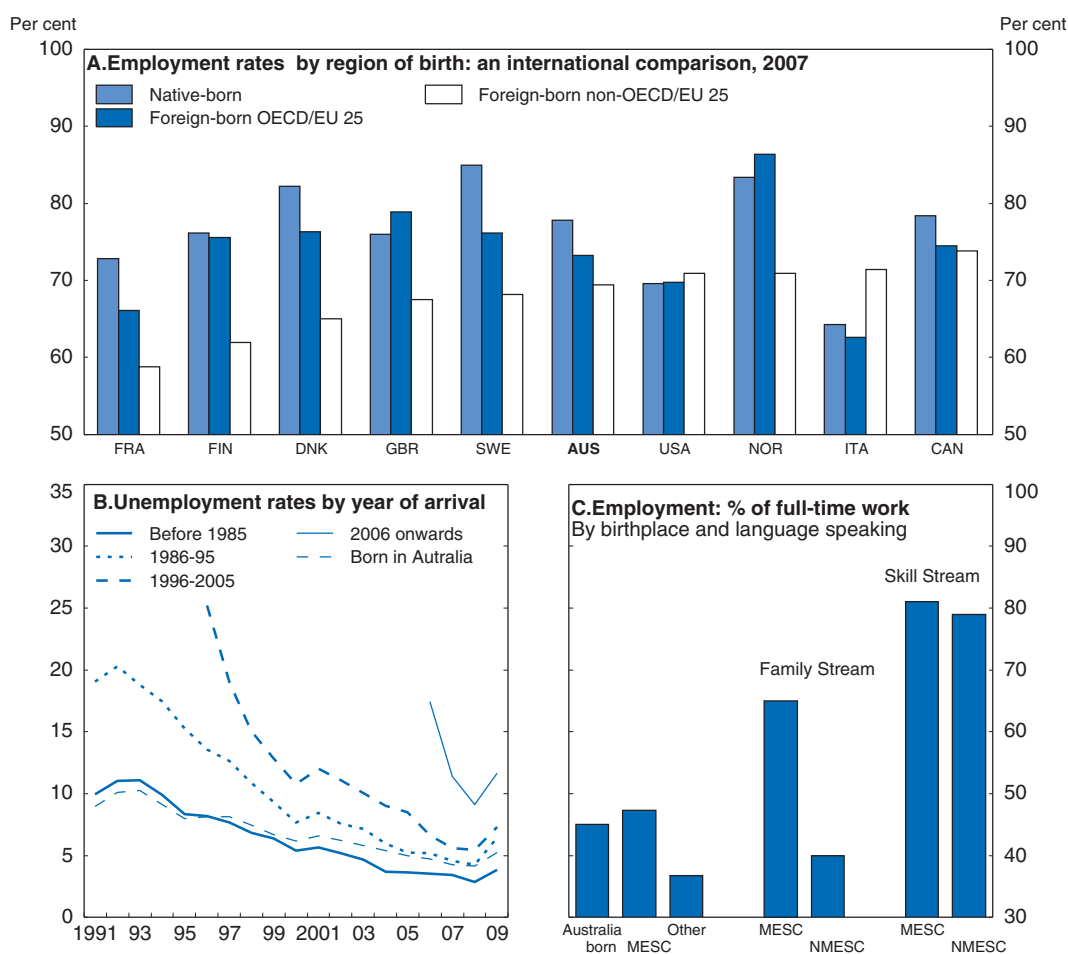 Per cent
Per cent
A.Employment rates by region of birth: an international comparison, 2007
Native-born
Foreign-born OECD/EU 25
Foreign-born non-OECD/EU 25
100
90
80
70
60
50
100
90
80
70
60
50
FRA FIN DNK GBR SWE AUS USA NOR ITA CAN
B.Unemployment rates by year of arrival
Before 1985
1986-95
1996-2005
2006 onwards
Born in Autralia
35
30
25
20
15
10
5
0
1991 93 95 97 99 2001 03 05 07 09
C.Employment: % of full-time work
By birthplace and language speaking
Skill Stream
Family Stream
100
90
80
70
60
50
40
30
Australia
born
MESC
Other
MESC
NMESC
MESC
NMESC